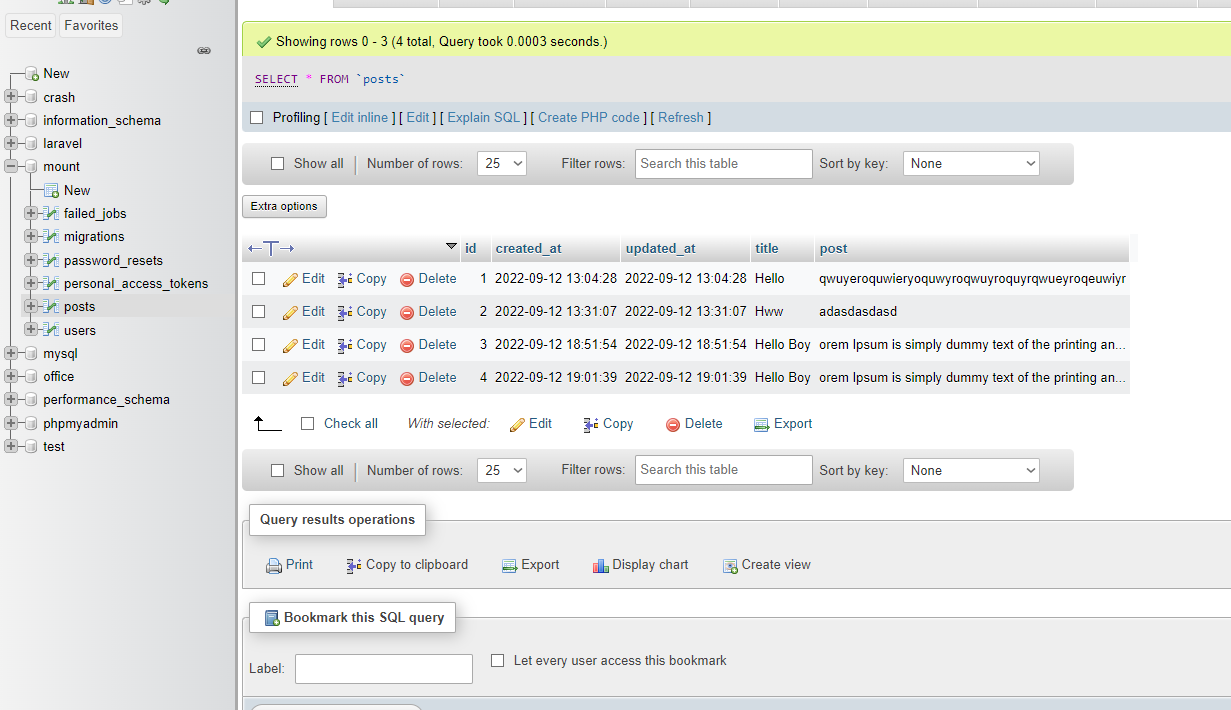 Recent Favorites
New
crash
information_schema
laravel
mount
New
failed_jobs
migrations
password_resets
personal_access_tokens
posts
users
mysql
office
performance_schema
phpmyadmin
test
Showing rows 0 - 3 (4 total, Query took 0.0003 seconds.)
SELECT * FROM `posts`
Profiling [ Edit inline ] [ Edit ] [ Explain SQL ] [ Create PHP code ] [ Refresh ]
Show all | Number of rows: 25 Filter rows: Search this table Sort by key: None
Extra options
id created_at updated_at title post
Edit Copy Delete 1 2022-09-12 13:04:28 2022-09-12 13:04:28 Hello qwuyeroquwieryoquwyroqwuyroquyrqwueyroqeuwiyr
Edit Copy Delete 2 2022-09-12 13:31:07 2022-09-12 13:31:07 Hww adasdasdasd
Edit Copy Delete 3 2022-09-12 18:51:54 2022-09-12 18:51:54 Hello Boy orem Ipsum is simply dummy text of the printing an...
Edit Copy Delete 4 2022-09-12 19:01:39 2022-09-12 19:01:39 Hello Boy orem Ipsum is simply dummy text of the printing an...
Check all With selected: Edit Copy Delete Export
Show all | Number of rows: 25 Filter rows: Search this table Sort by key: None
Query results operations
Print Copy to clipboard Export Display chart Create view
Bookmark this SQL query
Label: Let every user access this bookmark